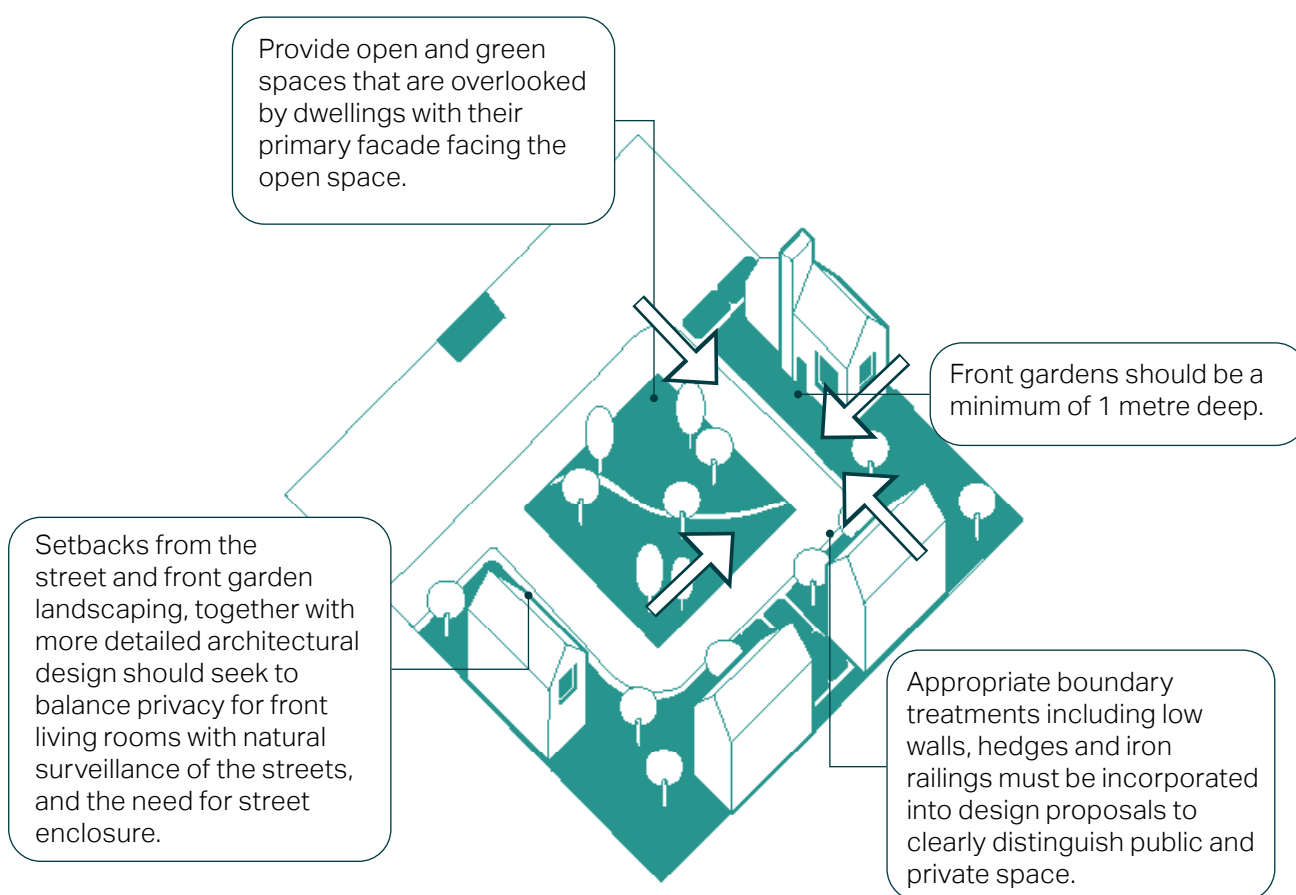 Provide open and green
spaces that are overlooked
by dwellings with their
primary facade facing the
open space.
Front gardens should be a
minimum of 1 metre deep.
Setbacks from the
street and front garden
landscaping, together with
more detailed architectural
design should seek to
balance privacy for front
living rooms with natural
surveillance of the streets,
and the need for street
enclosure.
Appropriate boundary
treatments including low
walls, hedges and iron
railings must be incorporated
into design proposals to
clearly distinguish public and
private space.